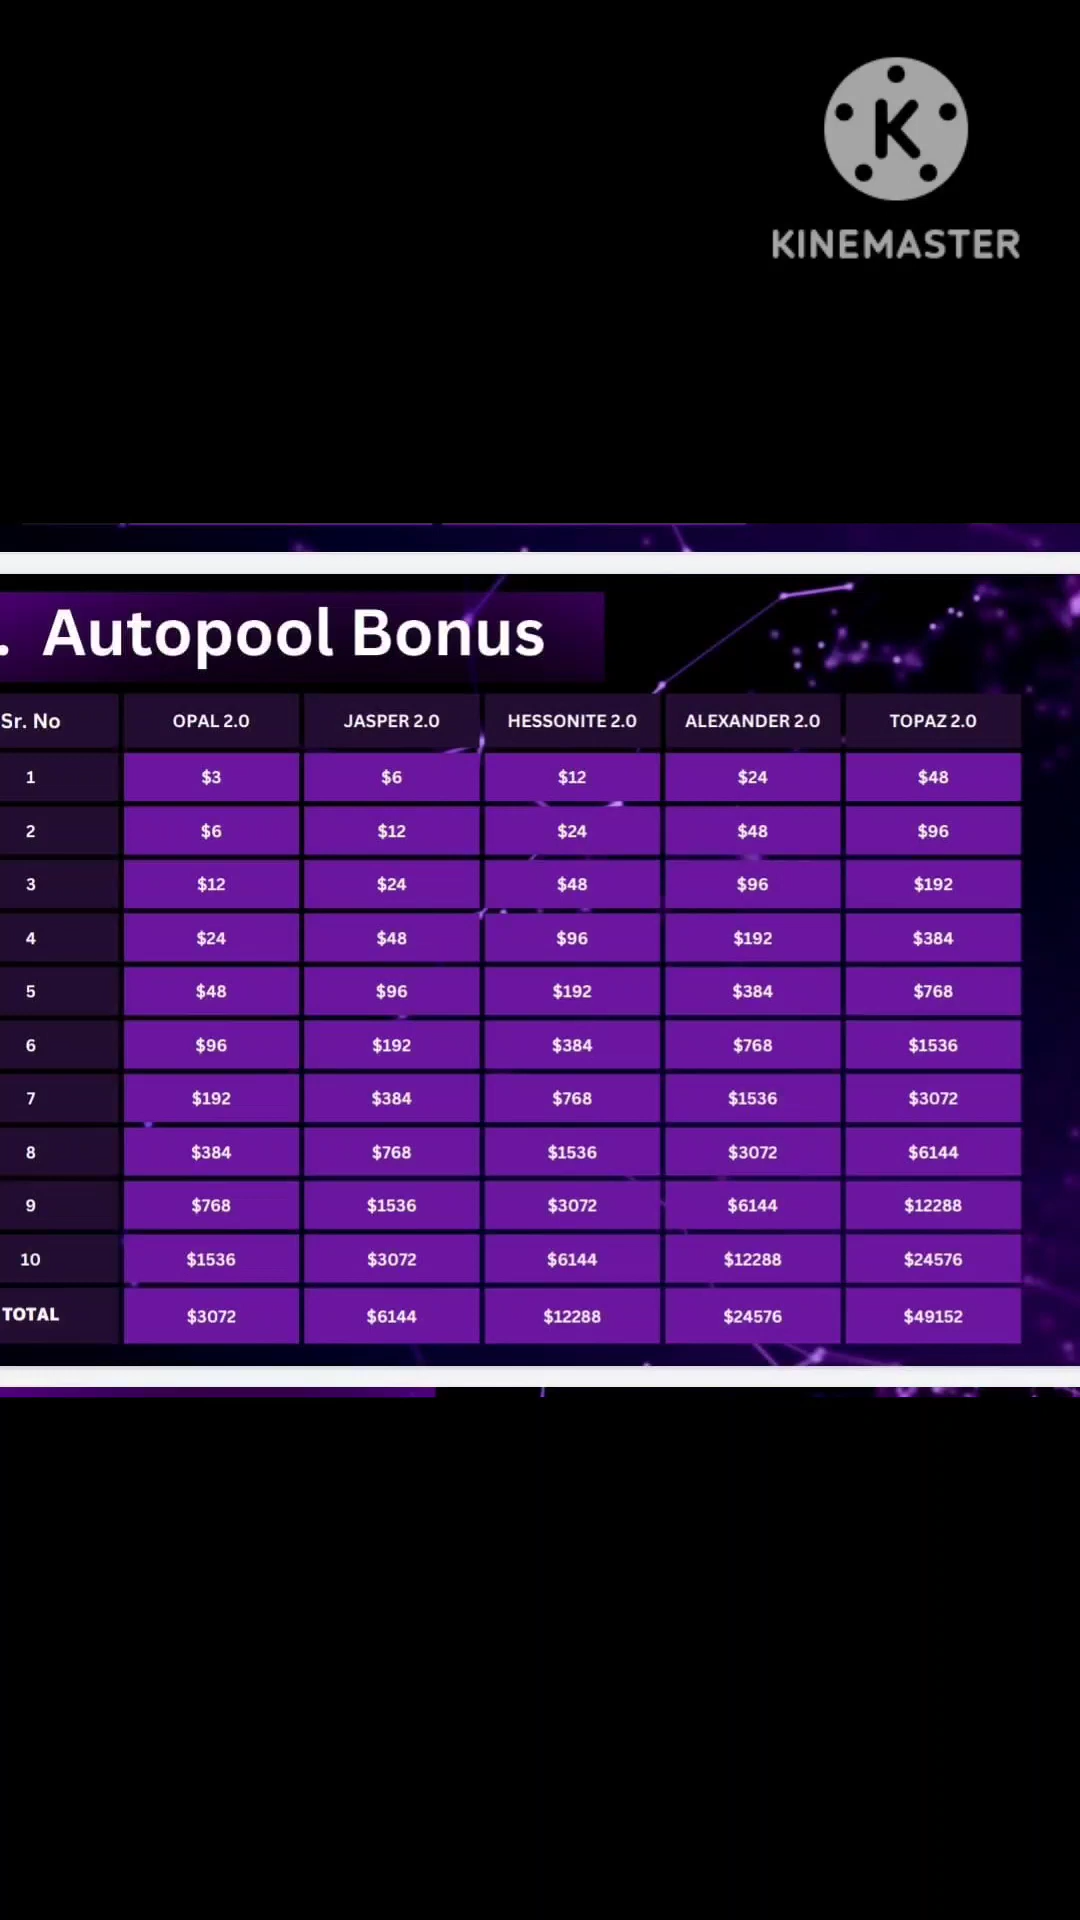 K
KINEMASTER
. Autopool Bonus
Sr. No OPAL 2.0 JASPER 2.0 HESSONITE 2.0 ALEXANDER 2.0 TOPAZ 2.0
1 $3 $6 $12 $24 $48
2 $6 $12 $24 $48 $96
3 $12 $24 $48 $96 $192
4 $24 $48 $96 $192 $384
5 $48 $96 $192 $384 $768
6 $96 $192 $384 $768 $1536
7 $192 $384 $768 $1536 $3072
8 $384 $768 $1536 $3072 $6144
9 $768 $1536 $3072 $6144 $12288
10 $1536 $3072 $6144 $12288 $24576
TOTAL $3072 $6144 $12288 $24576 $49152